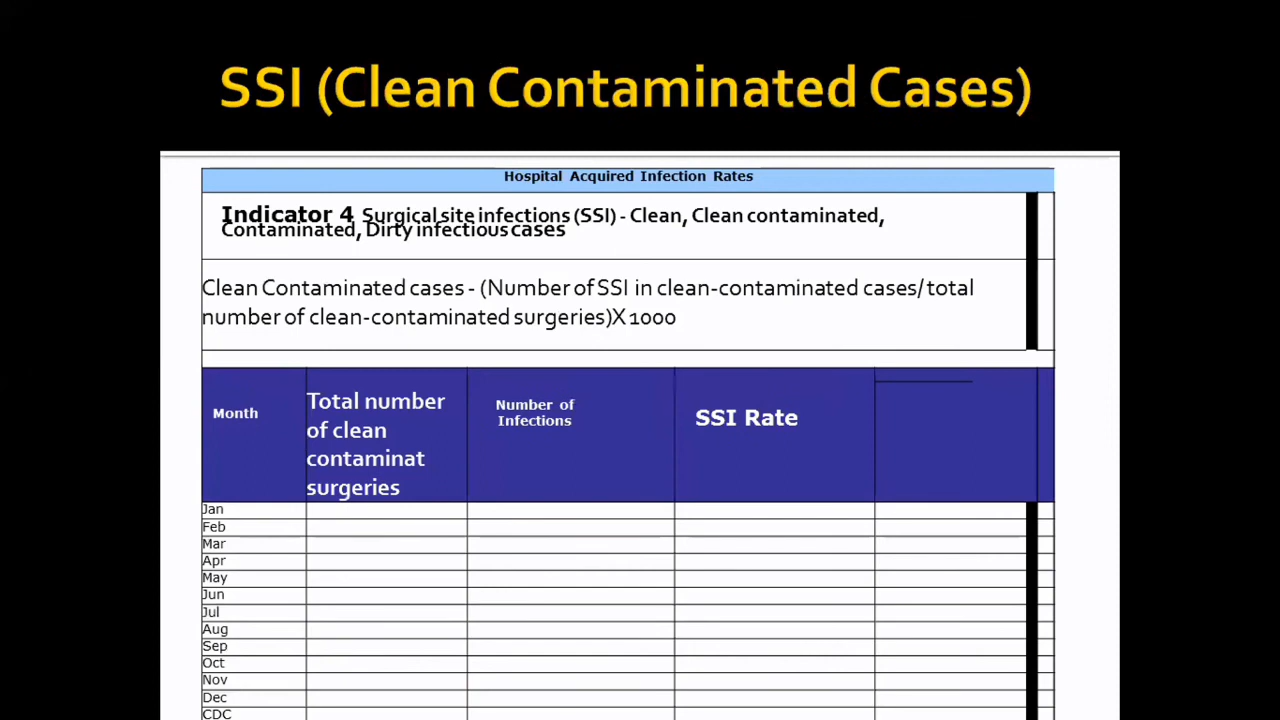 SSI (Clean Contaminated Cases)
Hospital Acquired Infection Rates
Indicator 4 Surgical site infections (SSI) - Clean, Clean contaminated,
Contaminated, Dirty infectious cases
Clean Contaminated cases - (Number of SSI in clean-contaminated cases/ total
number of clean-contaminated surgeries)X 1000
Month
Total number
of clean
contaminat
surgeries
Number of
Infections
SSI Rate
Jan
Feb
Mar
Apr
May
Jun
Jul
Aug
Sep
Oct
Nov
Dec
CDC